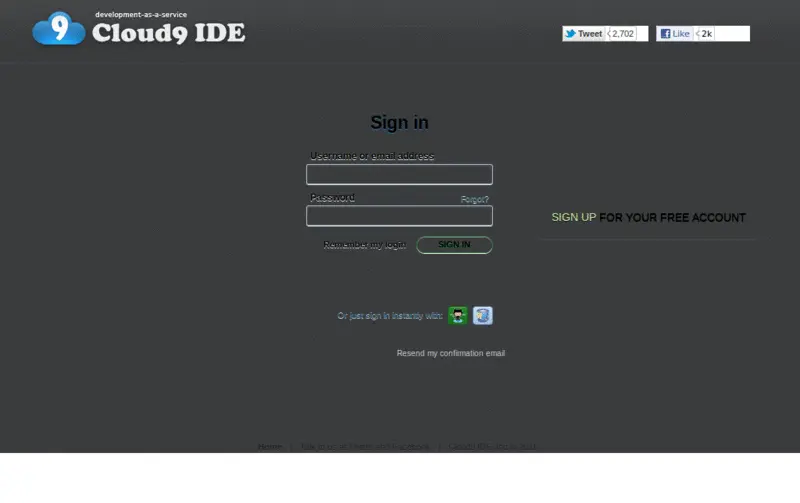 development-as-a-service
9 Cloud9 IDE
Tweet 2,702 Like 2k
Sign in
Username or email address
Password Forgot?
SIGN UP FOR YOUR FREE ACCOUNT
Remember my login SIGN IN
Or just sign in instantly with:
Resend my confirmation email
Home